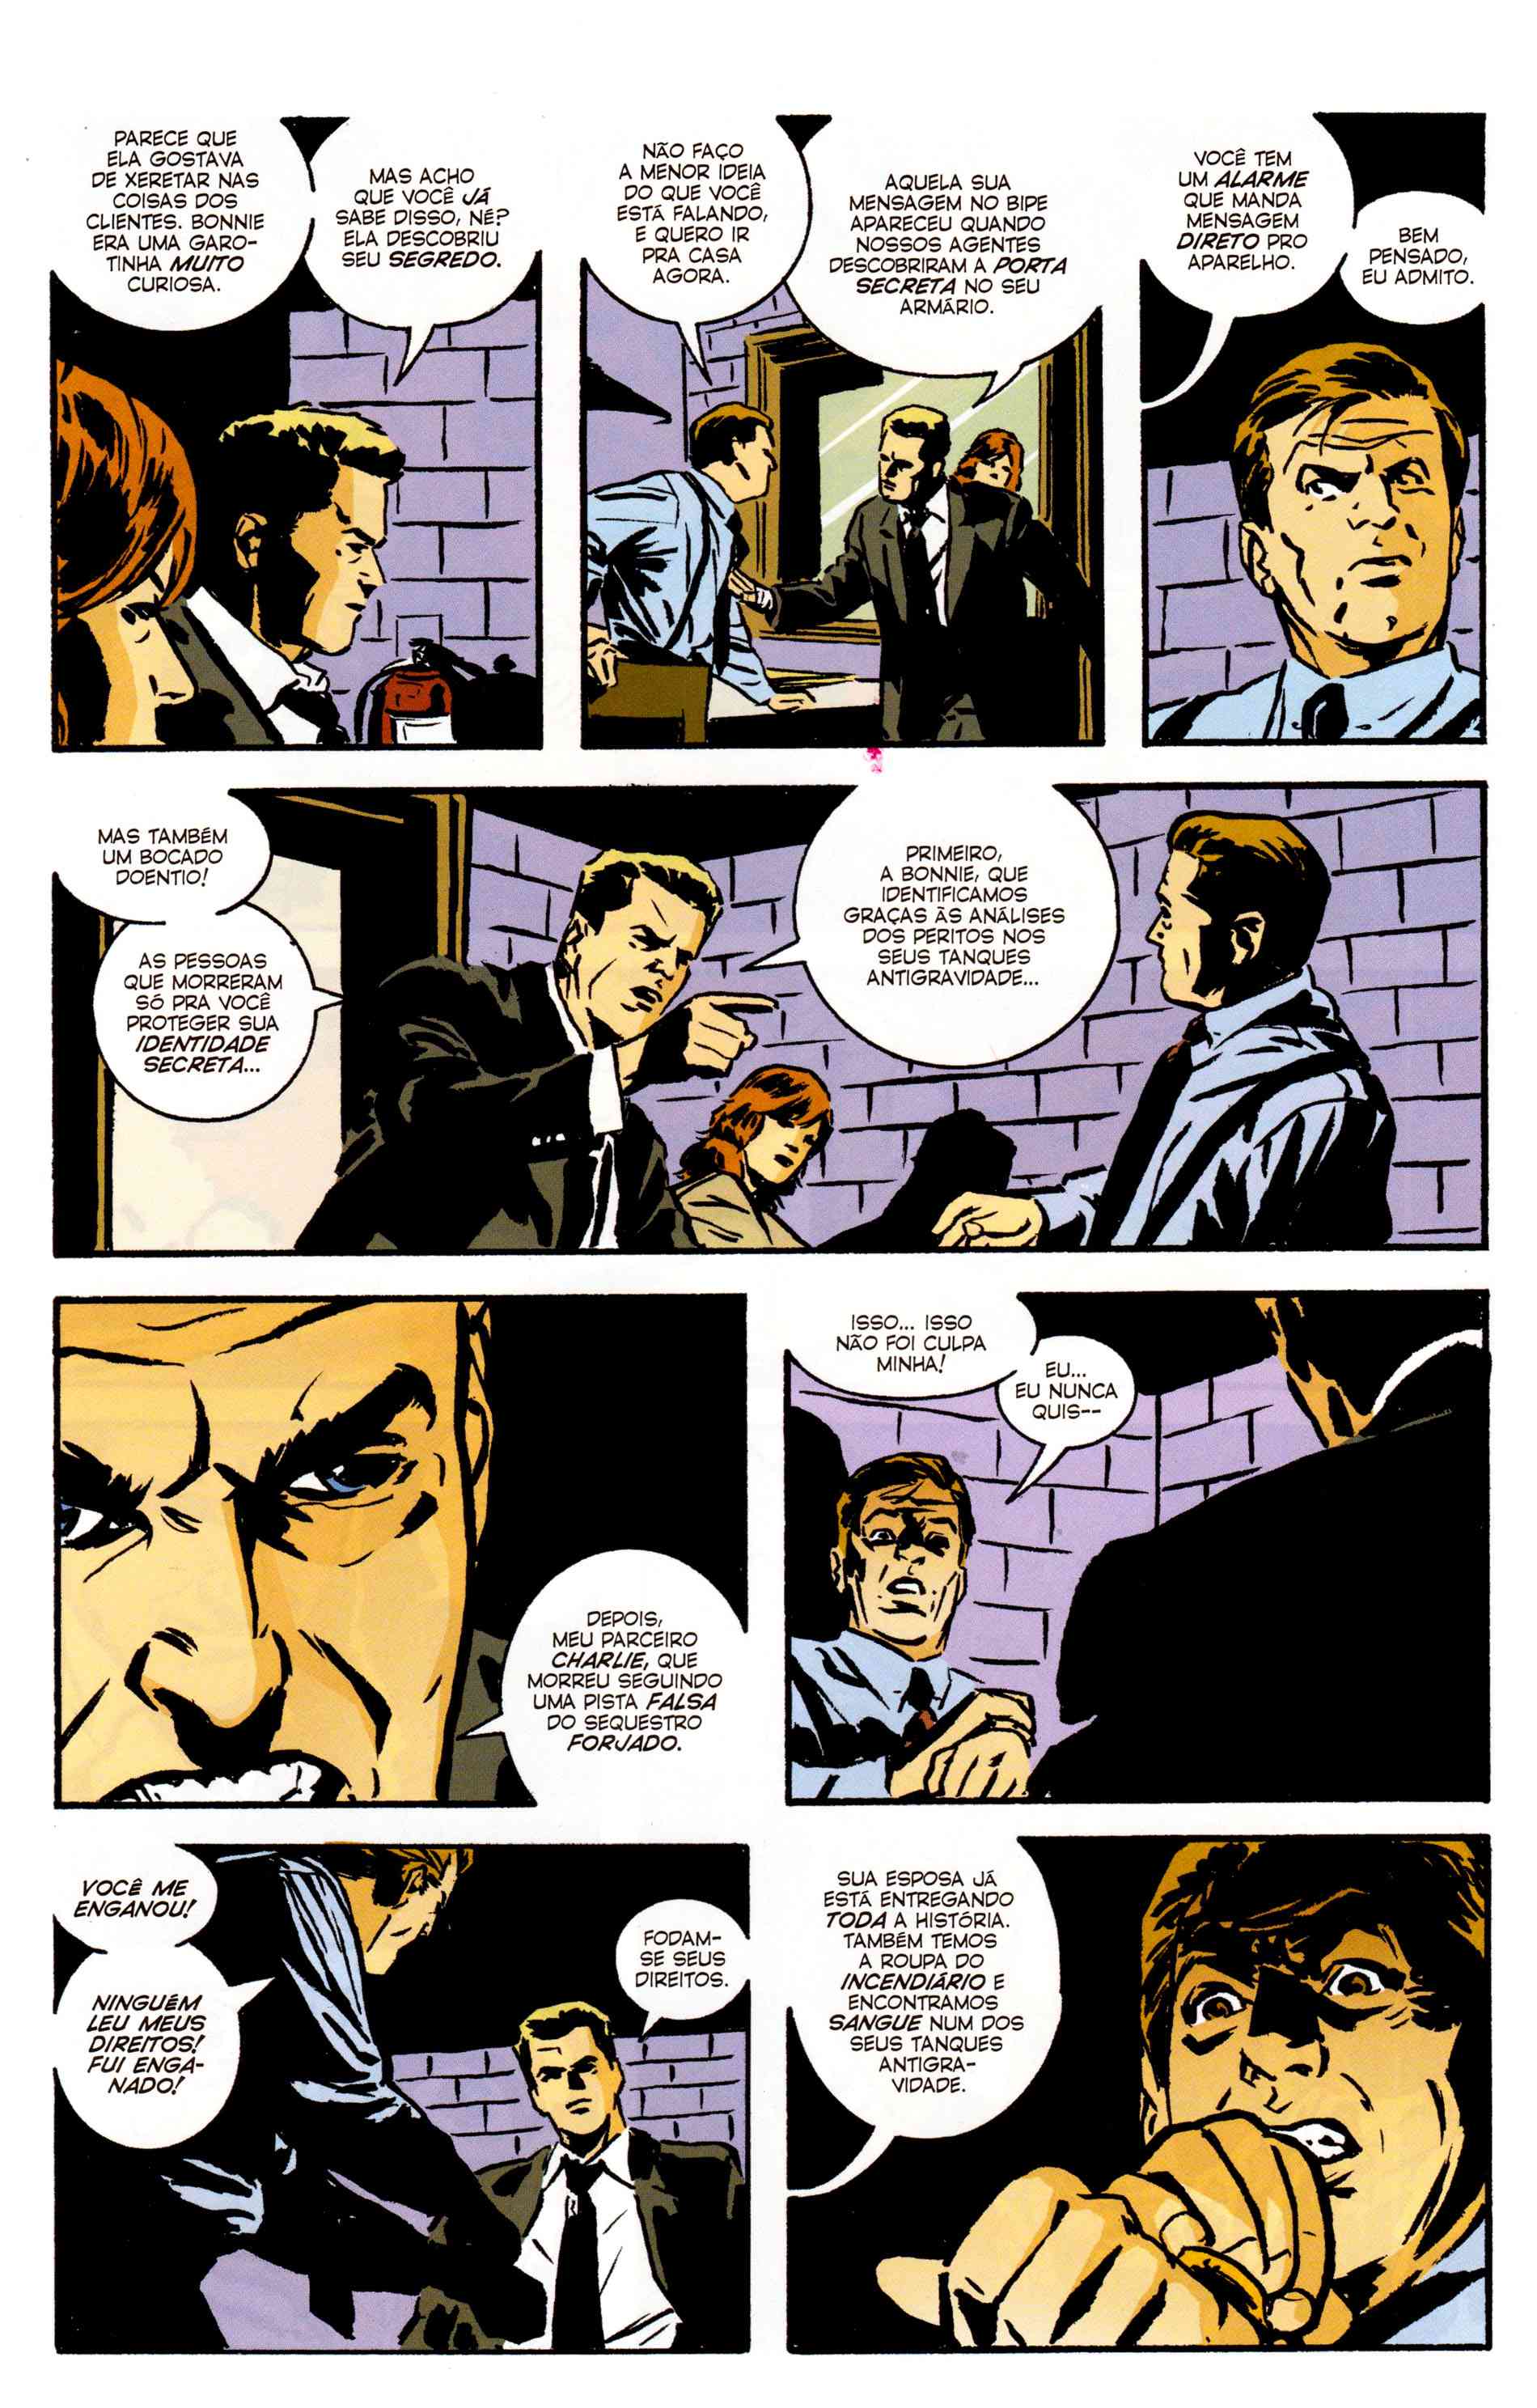 PARECE QUE
ELA GOSTAVA
DE XERETAR NAS
COISAS DOS
CLIENTES. BONNIE
ERA UMA GARO-
TINHA MUITO
CURIOSA.
MAS ACHO
QUE VOCÊ JÁ
SABE DISSO, NÉ?
ELA DESCOBRIU
SEU SEGREDO.
NÃO FAÇO
A MENOR IDEIA
DO QUE VOCÊ
ESTÁ FALANDO,
E QUERO IR
PRA CASA
AGORA.
AQUELA SUA
MENSAGEM NO BIPE
APARECEU QUANDO
NOSSOS AGENTES
DESCOBRIRAM A PORTA
SECRETA NO SEU
ARMÁRIO.
VOCÊ TEM
UM ALARME
QUE MANDA
MENSAGEM
DIRETO PRO
APARELHO.
BEM
PENSADO,
EU ADMITO.
MAS TAMBÉM
UM BOCADO
DOENTIO!
AS PESSOAS
QUE MORRERAM
SÓ PRA VOCÊ
PROTEGER SUA
IDENTIDADE
SECRETA...
PRIMEIRO,
A BONNIE, QUE
IDENTIFICAMOS
GRAÇAS ÀS ANÁLISES
DOS PERITOS NOS
SEUS TANQUES
ANTIGRAVIDADE...
DEPOIS,
MEU PARCEIRO
CHARLIE, QUE
MORREU SEGUINDO
UMA PISTA FALSA
DO SEQUESTRO
FORJADO.
ISSO... ISSO
NÃO FOI CULPA
MINHA!
EU...
EU NUNCA
QUIS--
VOCÊ ME
ENGANOU!
NINGUÉM
LEU MEUS
DIREITOS!
FUI ENGA-
NADO!
FODAM-
SE SEUS
DIREITOS.
SUA ESPOSA JÁ
ESTÁ ENTREGANDO
TODA A HISTÓRIA.
TAMBÉM TEMOS
A ROUPA DO
INCENDIÁRIO E
ENCONTRAMOS
SANGUE NUM DOS
SEUS TANQUES
ANTIGRA-
VIDADE.